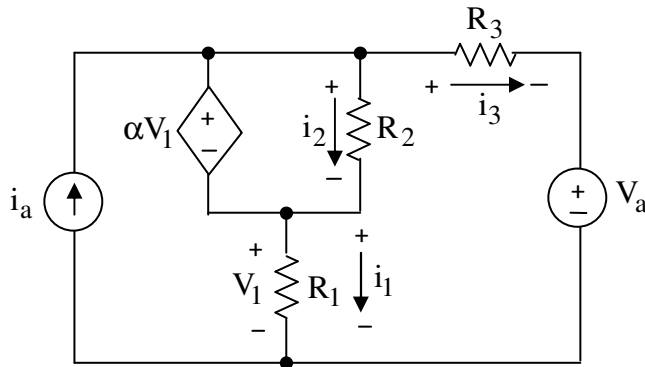 R3
+ −
i3
αV1
+
−
+
i2
−
R2
ia
+
−
Va
+
V1
−
R1
+
i1
−